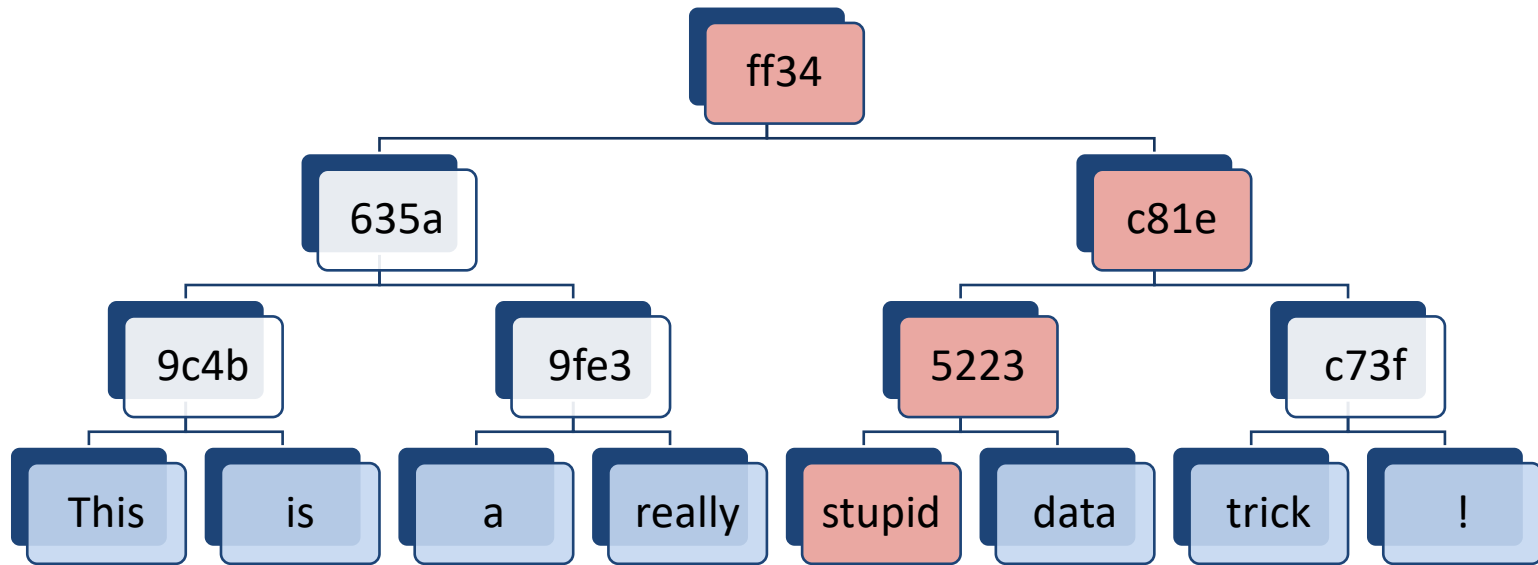 ff34
635a c81e
9c4b 9fe3 5223 c73f
This is a really stupid data trick !